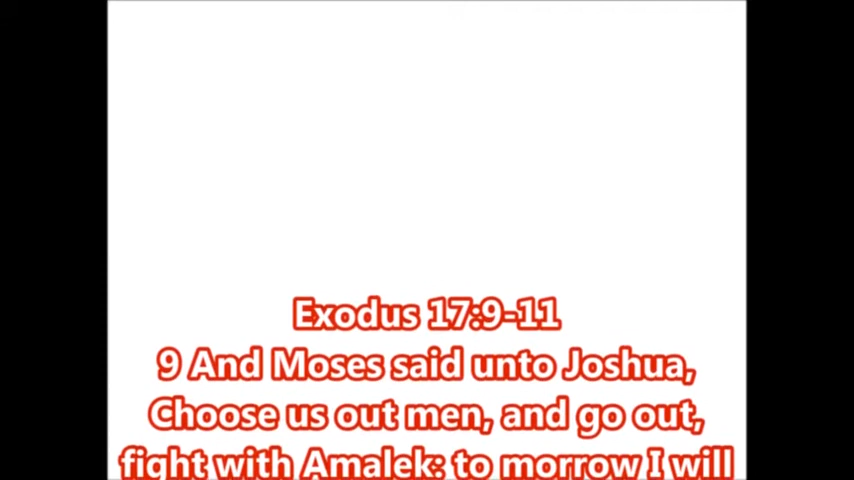 Exodus 17:9-11
9 And Moses said unto Joshua,
Choose us out men, and go out,
fight with Amalek: to morrow I will